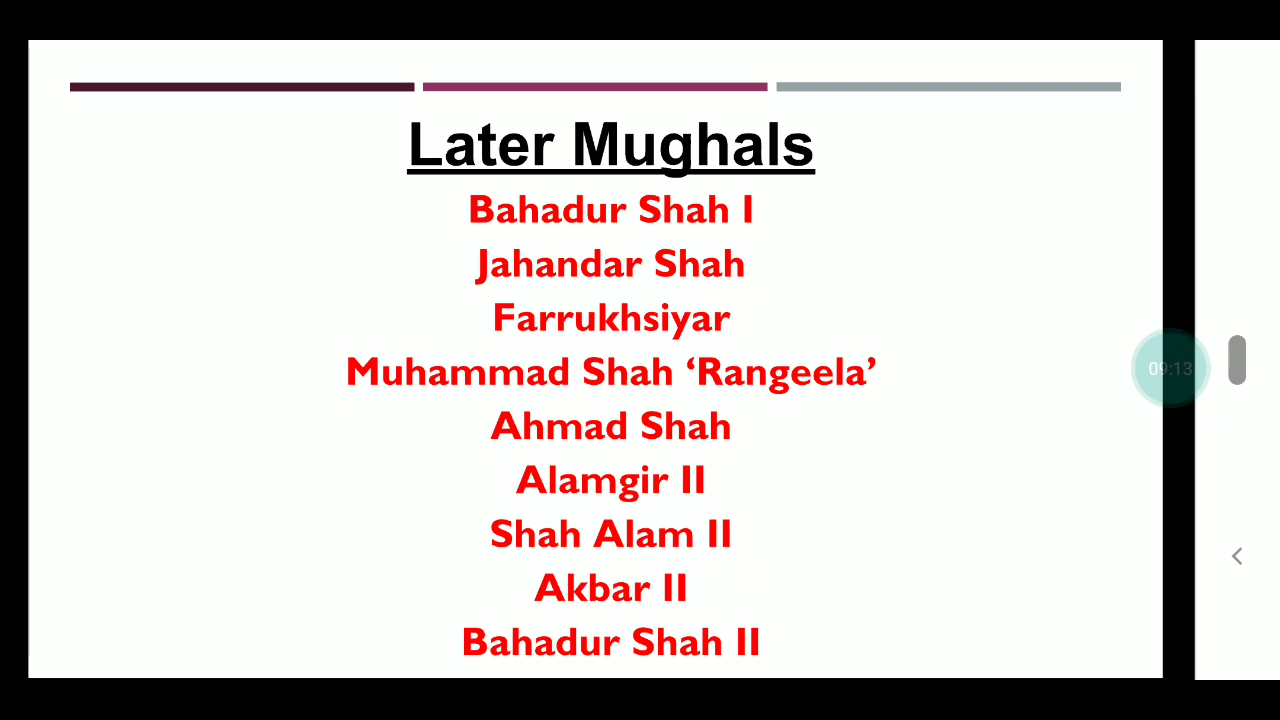 Later Mughals
Bahadur Shah I
Jahandar Shah
Farrukhsiyar
Muhammad Shah ‘Rangeela’
Ahmad Shah
Alamgir II
Shah Alam II
Akbar II
Bahadur Shah II
09:13